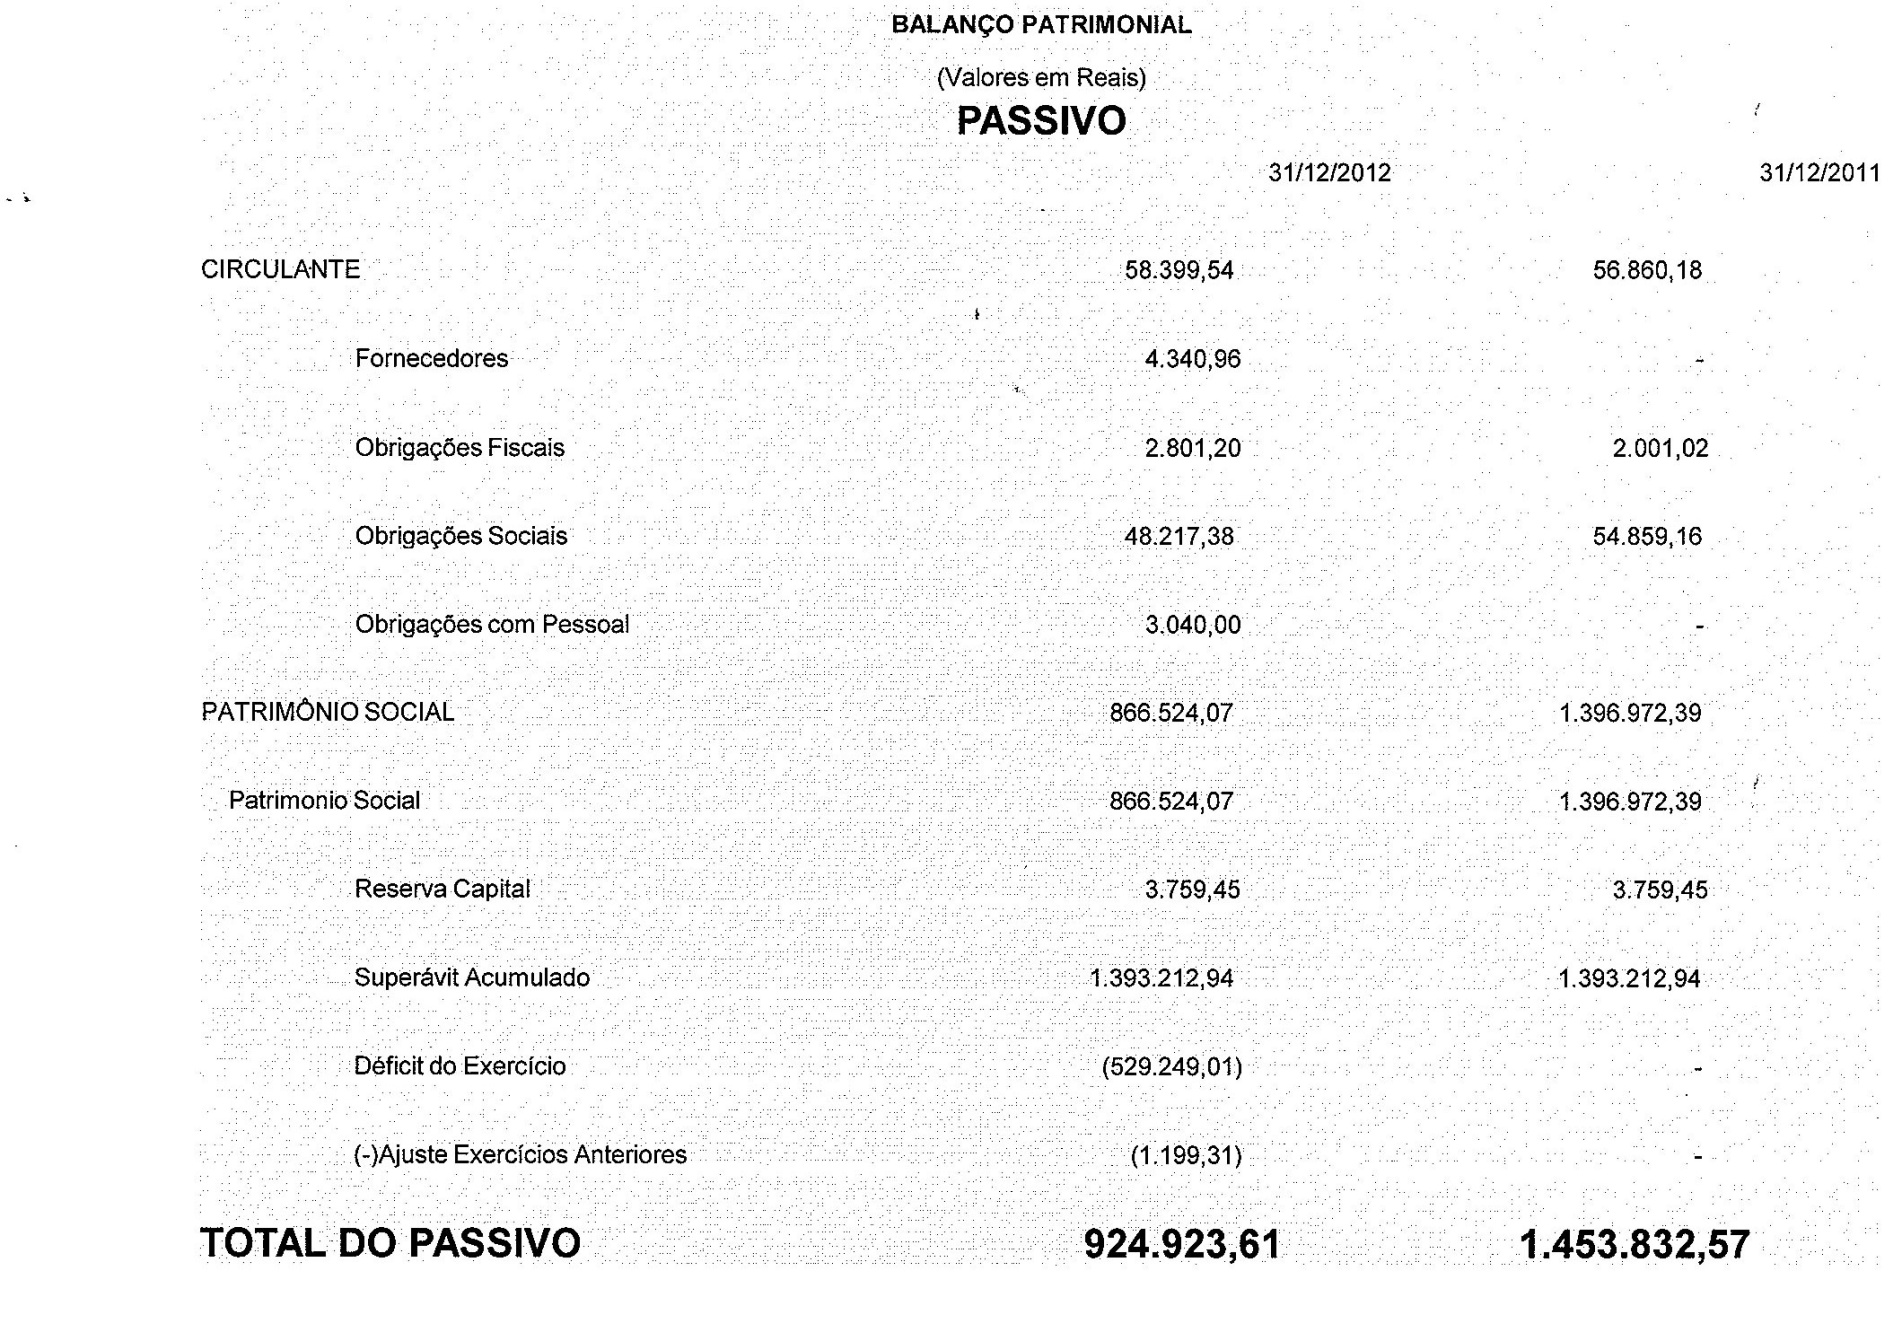 BALANÇO PATRIMONIAL
(Valores em Reais)
PASSIVO
31/12/2012 31/12/2011
CIRCULANTE 58.399,54 56.860,18
Fornecedores 4.340,96 -
Obrigações Fiscais 2.801,20 2.001,02
Obrigações Sociais 48.217,38 54.859,16
Obrigações com Pessoal 3.040,00 -
PATRIMÔNIO SOCIAL 866.524,07 1.396.972,39
Patrimonio Social 866.524,07 1.396.972,39
Reserva Capital 3.759,45 3.759,45
Superávit Acumulado 1.393.212,94 1.393.212,94
Déficit do Exercício (529.249,01) -
(-)Ajuste Exercícios Anteriores (1.199,31) -
TOTAL DO PASSIVO 924.923,61 1.453.832,57